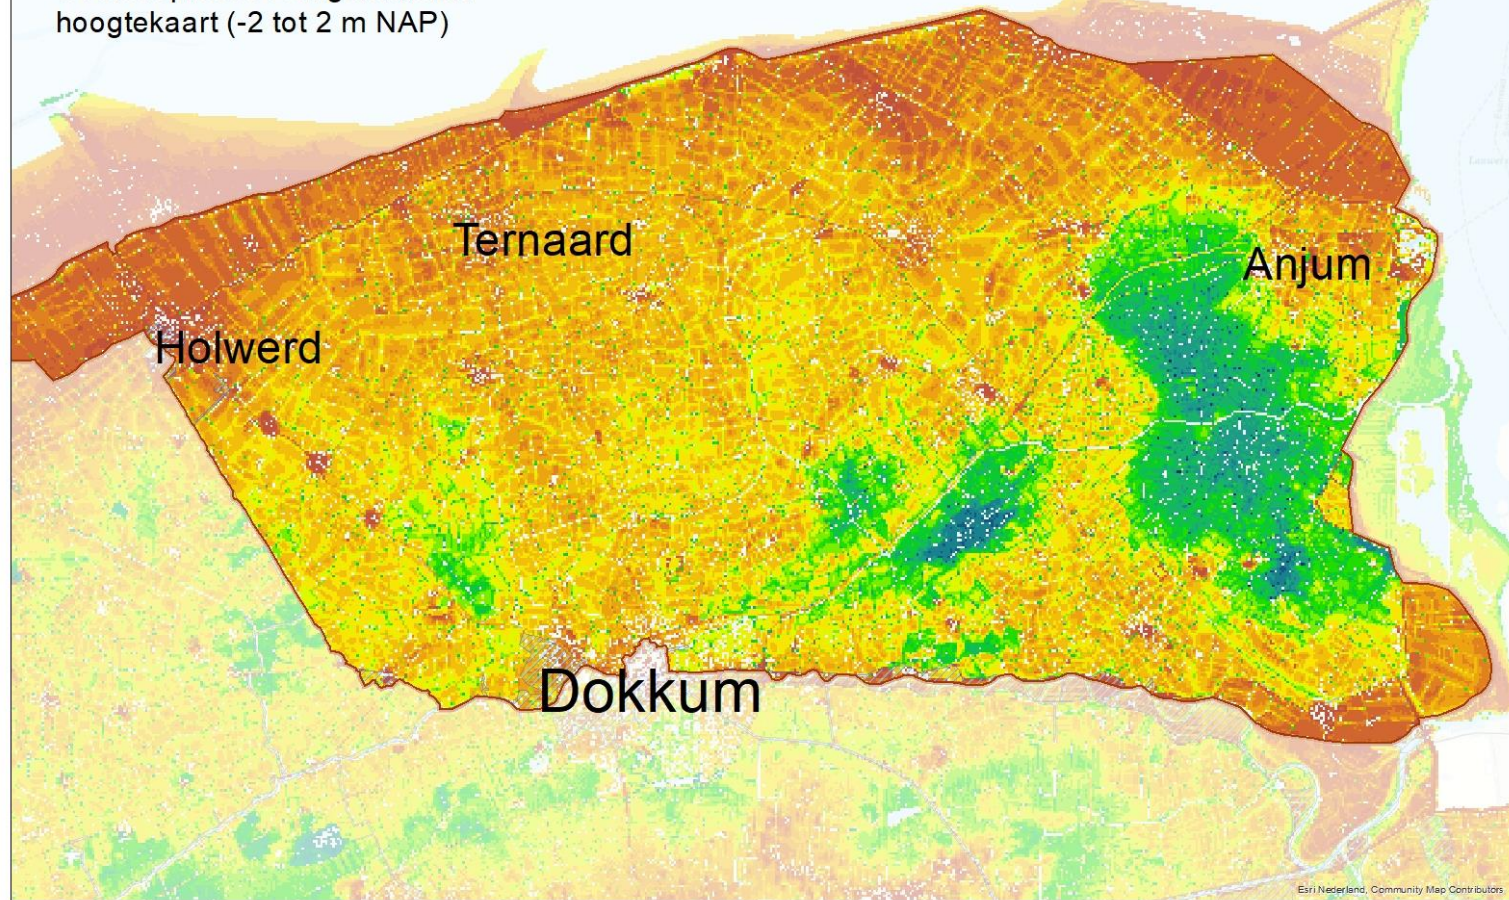 hoogtekaart (-2 tot 2 m NAP)
Ternaard
Anjum
Holwerd
Dokkum
Esri Nederland, Community Map Contributors